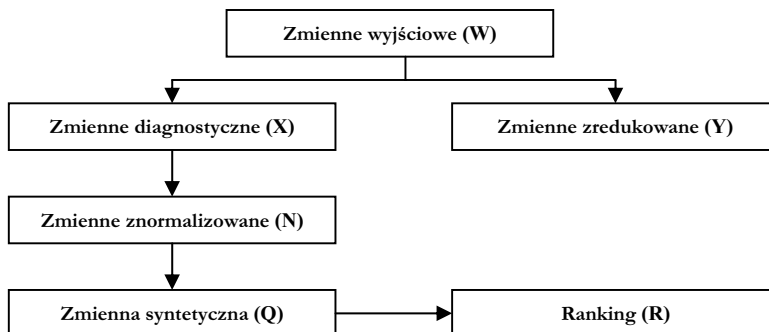 Zmienne wyjściowe (W)
Zmienne diagnostyczne (X)
Zmienne zredukowane (Y)
Zmienne znormalizowane (N)
Zmienna syntetyczna (Q)
Ranking (R)